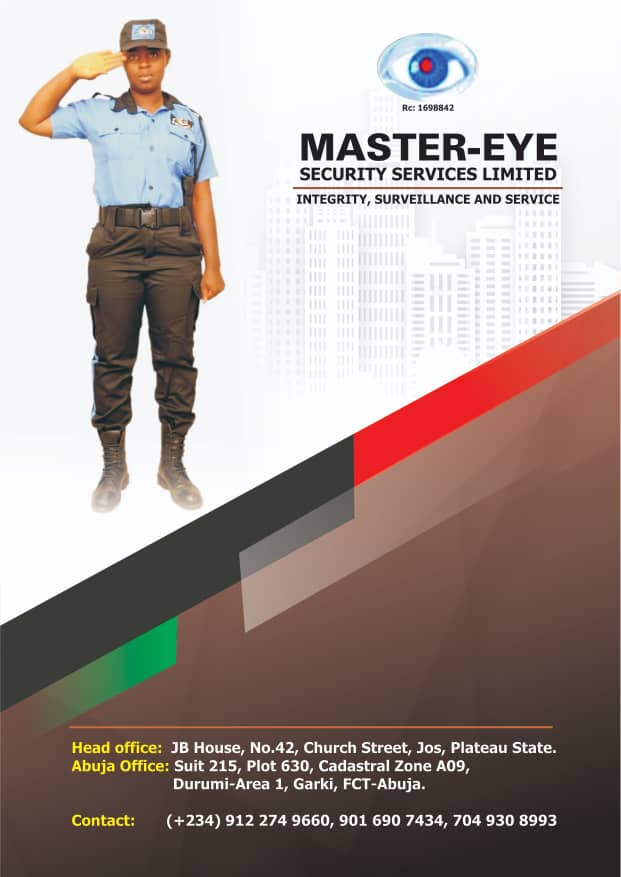 Rc: 1698842
MASTER-EYE
SECURITY SERVICES LIMITED
INTEGRITY, SURVEILLANCE AND SERVICE
Head office: JB House, No.42, Church Street, Jos, Plateau State.
Abuja Office: Suit 215, Plot 630, Cadastral Zone A09,
Durumi-Area 1, Garki, FCT-Abuja.
Contact: (+234) 912 274 9660, 901 690 7434, 704 930 8993